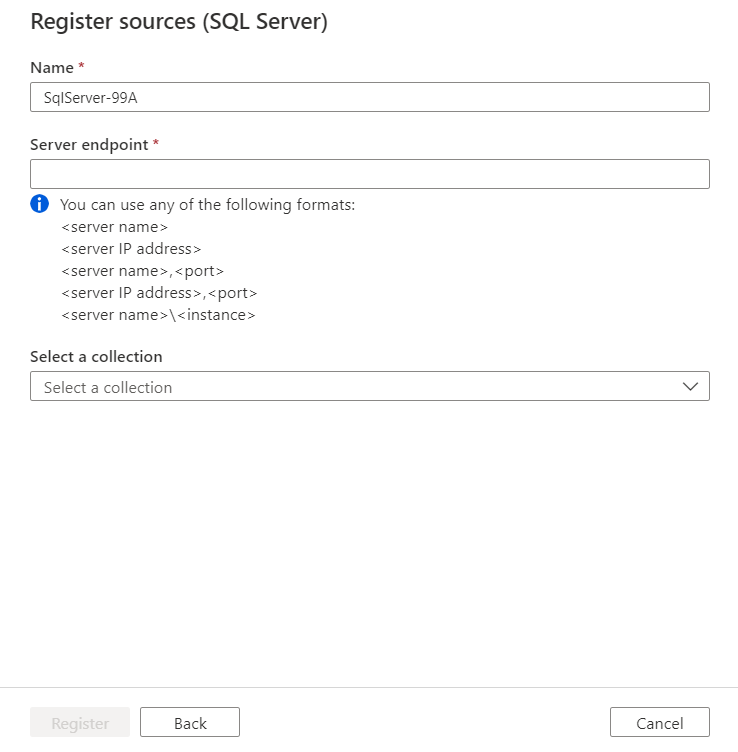 Register sources (SQL Server)
Name *
SqlServer-99A
Server endpoint *
You can use any of the following formats:
<server name>
<server IP address>
<server name>,<port>
<server IP address>,<port>
<server name>\<instance>
Select a collection
Select a collection
Register
Back
Cancel